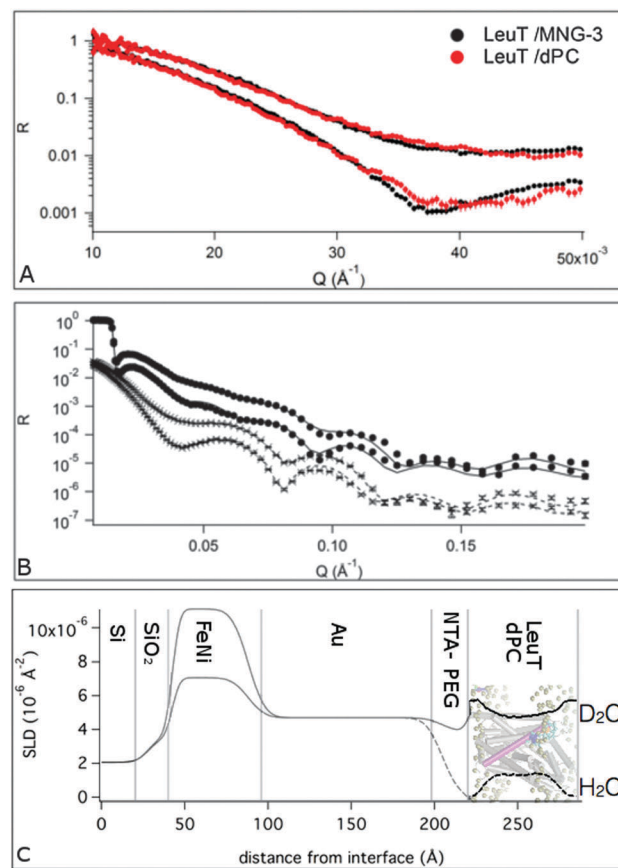 LeuT /MNG-3
LeuT /dPC
1
0.1
0.01
0.001
R
10
20
30
40
50x10⁻³
Q (Å⁻¹)
A
10⁰
10⁻¹
10⁻²
10⁻³
10⁻⁴
10⁻⁵
10⁻⁶
10⁻⁷
R
0.05
0.10
0.15
Q (Å⁻¹)
B
Si
SiO₂
FeNi
Au
NTA-
PEG
LeuT
dPC
10x10⁻⁶
8
6
4
2
0
SLD (10⁻⁶ Å⁻²)
D₂O
H₂O
0
50
100
150
200
250
distance from interface (Å)
C